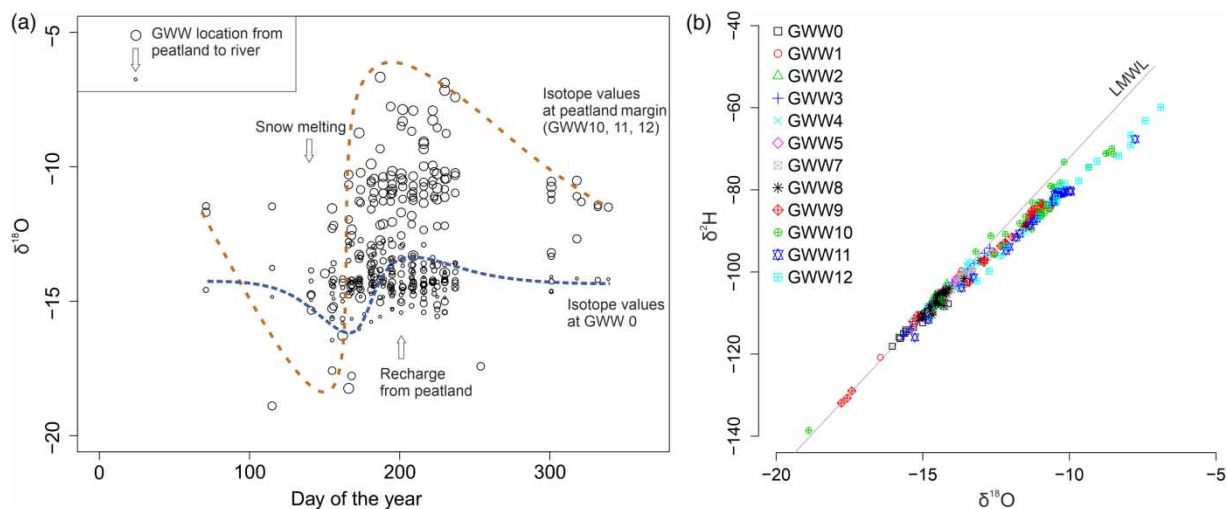 (a)
GWW location from
peatland to river
Snow melting
Isotope values
at peatland margin
(GWW10, 11, 12)
Isotope values
at GWW 0
Recharge
from peatland
−5
−10
−15
−20
δ18O
0
100
200
300
Day of the year
(b)
GWW0
GWW1
GWW2
GWW3
GWW4
GWW5
GWW7
GWW8
GWW9
GWW10
GWW11
GWW12
LMWL
−40
−60
−80
−100
−120
−140
δ2H
−20
−15
−10
−5
δ18O